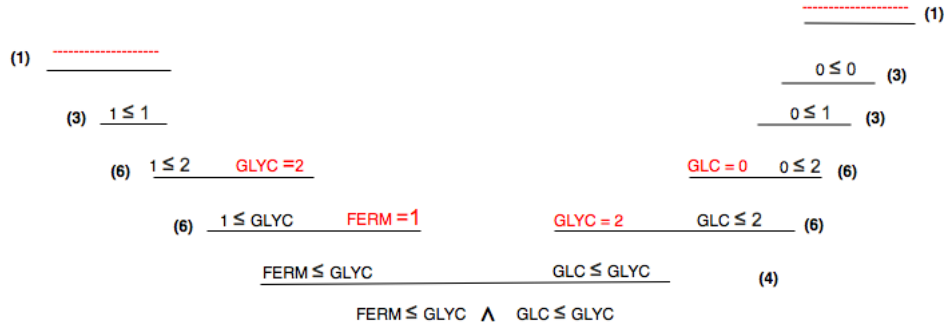 (1)
(1)
0 ≤ 0 (3)
(3) 1 ≤ 1 0 ≤ 1 (3)
(6) 1 ≤ 2 GLYC =2 GLC = 0 0 ≤ 2 (6)
(6) 1 ≤ GLYC FERM =1 GLYC = 2 GLC ≤ 2 (6)
FERM ≤ GLYC GLC ≤ GLYC (4)
FERM ≤ GLYC ∧ GLC ≤ GLYC